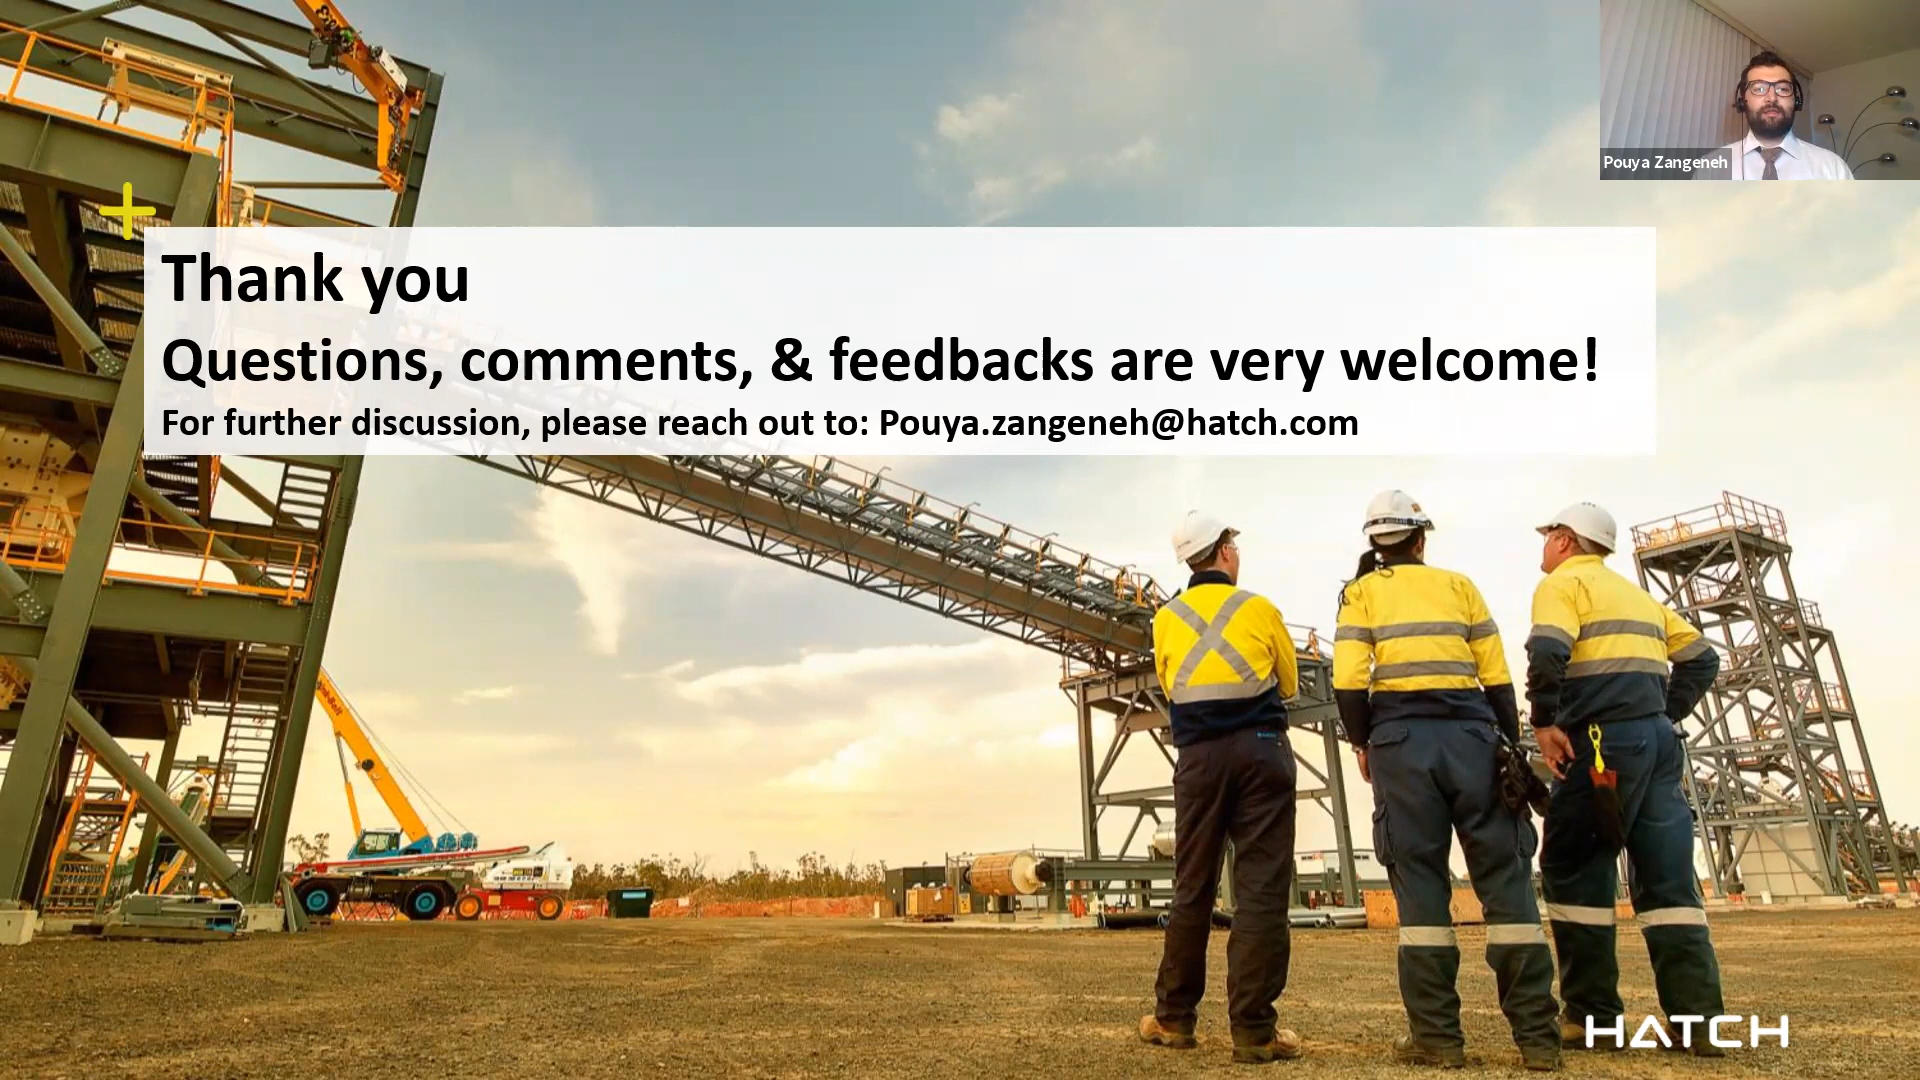 Pouya Zangeneh
Thank you
Questions, comments, & feedbacks are very welcome!
For further discussion, please reach out to: Pouya.zangeneh@hatch.com
HATCH